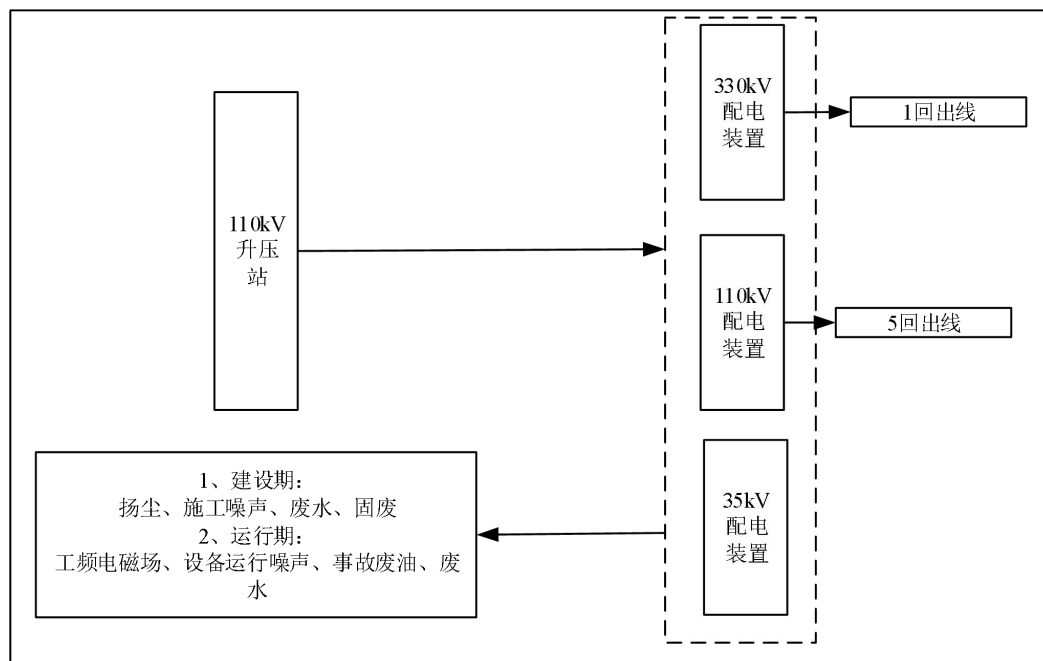 330kV
配电
装置
1回出线
110kV
升压
站
110kV
配电
装置
5回出线
1、建设期：
扬尘、施工噪声、废水、固废
2、运行期：
工频电磁场、设备运行噪声、事故废油、废
水
35kV
配电
装置